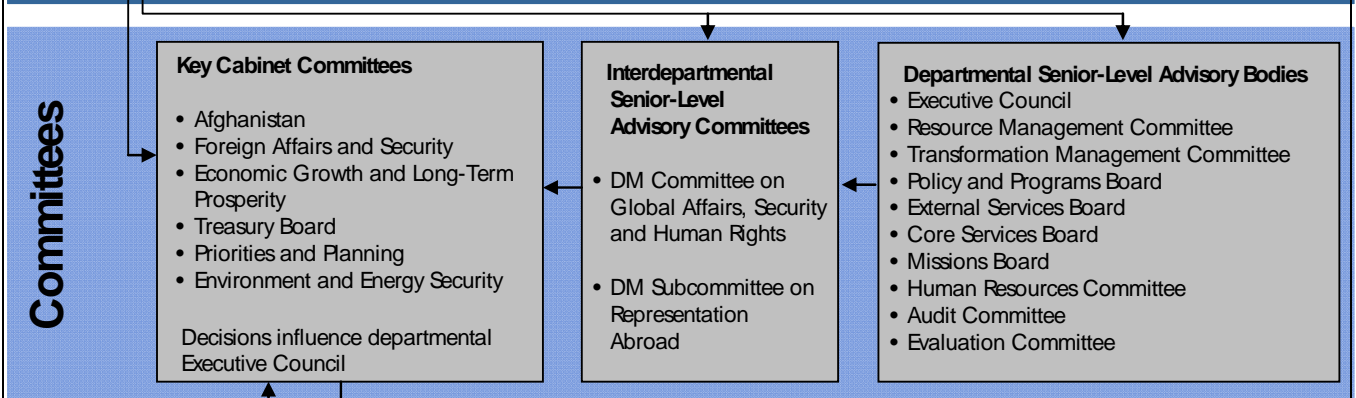 Committees
Key Cabinet Committees
• Afghanistan
• Foreign Affairs and Security
• Economic Growth and Long-Term
Prosperity
• Treasury Board
• Priorities and Planning
• Environment and Energy Security
Decisions influence departmental
Executive Council
Interdepartmental
Senior-Level
Advisory Committees
• DM Committee on
Global Affairs, Security
and Human Rights
• DM Subcommittee on
Representation
Abroad
Departmental Senior-Level Advisory Bodies
• Executive Council
• Resource Management Committee
• Transformation Management Committee
• Policy and Programs Board
• External Services Board
• Core Services Board
• Missions Board
• Human Resources Committee
• Audit Committee
• Evaluation Committee